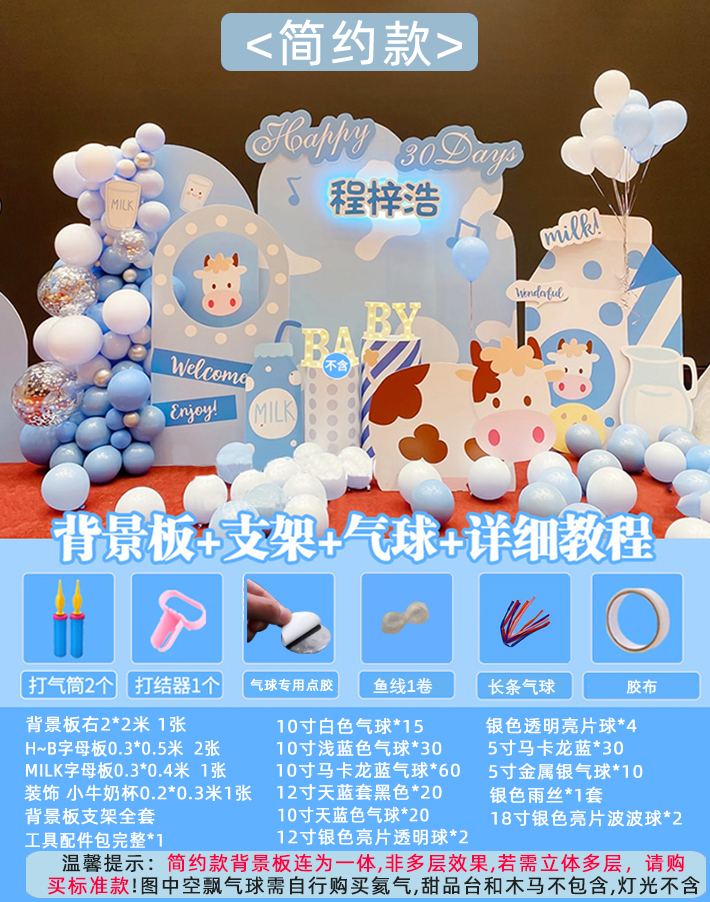 <简约款>
Happy
30Days
程梓浩
MILK
milk!
Wonderful
BABY
不含
Welcome
Enjoy!
MILK
背景板+支架+气球+详细教程
打气筒2个
打结器1个
气球专用点胶
鱼线1卷
长条气球
胶布
背景板右2*2米 1张
H~B字母板0.3*0.5米 2张
MILK字母板0.3*0.4米 1张
装饰 小牛奶杯0.2*0.3米1张
背景板支架全套
工具配件包完整*1
10寸白色气球*15
10寸浅蓝色气球*30
10寸马卡龙蓝气球*60
12寸天蓝套黑色*20
10寸天蓝色气球*20
12寸银色亮片透明球*2
银色透明亮片球*4
5寸马卡龙蓝*30
5寸金属银气球*10
银色雨丝*1套
18寸银色亮片波波球*2
温馨提示：简约款背景板连为一体,非多层效果,若需立体多层，请购
买标准款!图中空飘气球需自行购买氦气,甜品台和木马不包含,灯光不含